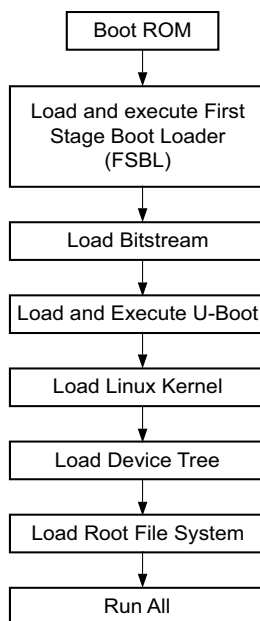 Boot ROM
Load and execute First
Stage Boot Loader
(FSBL)
Load Bitstream
Load and Execute U-Boot
Load Linux Kernel
Load Device Tree
Load Root File System
Run All